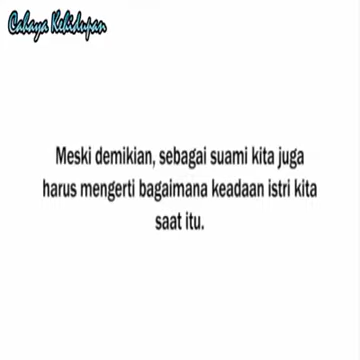 Cahaya Kehidupan
Meski demikian, sebagai suami kita juga
harus mengerti bagaimana keadaan istri kita
saat itu.